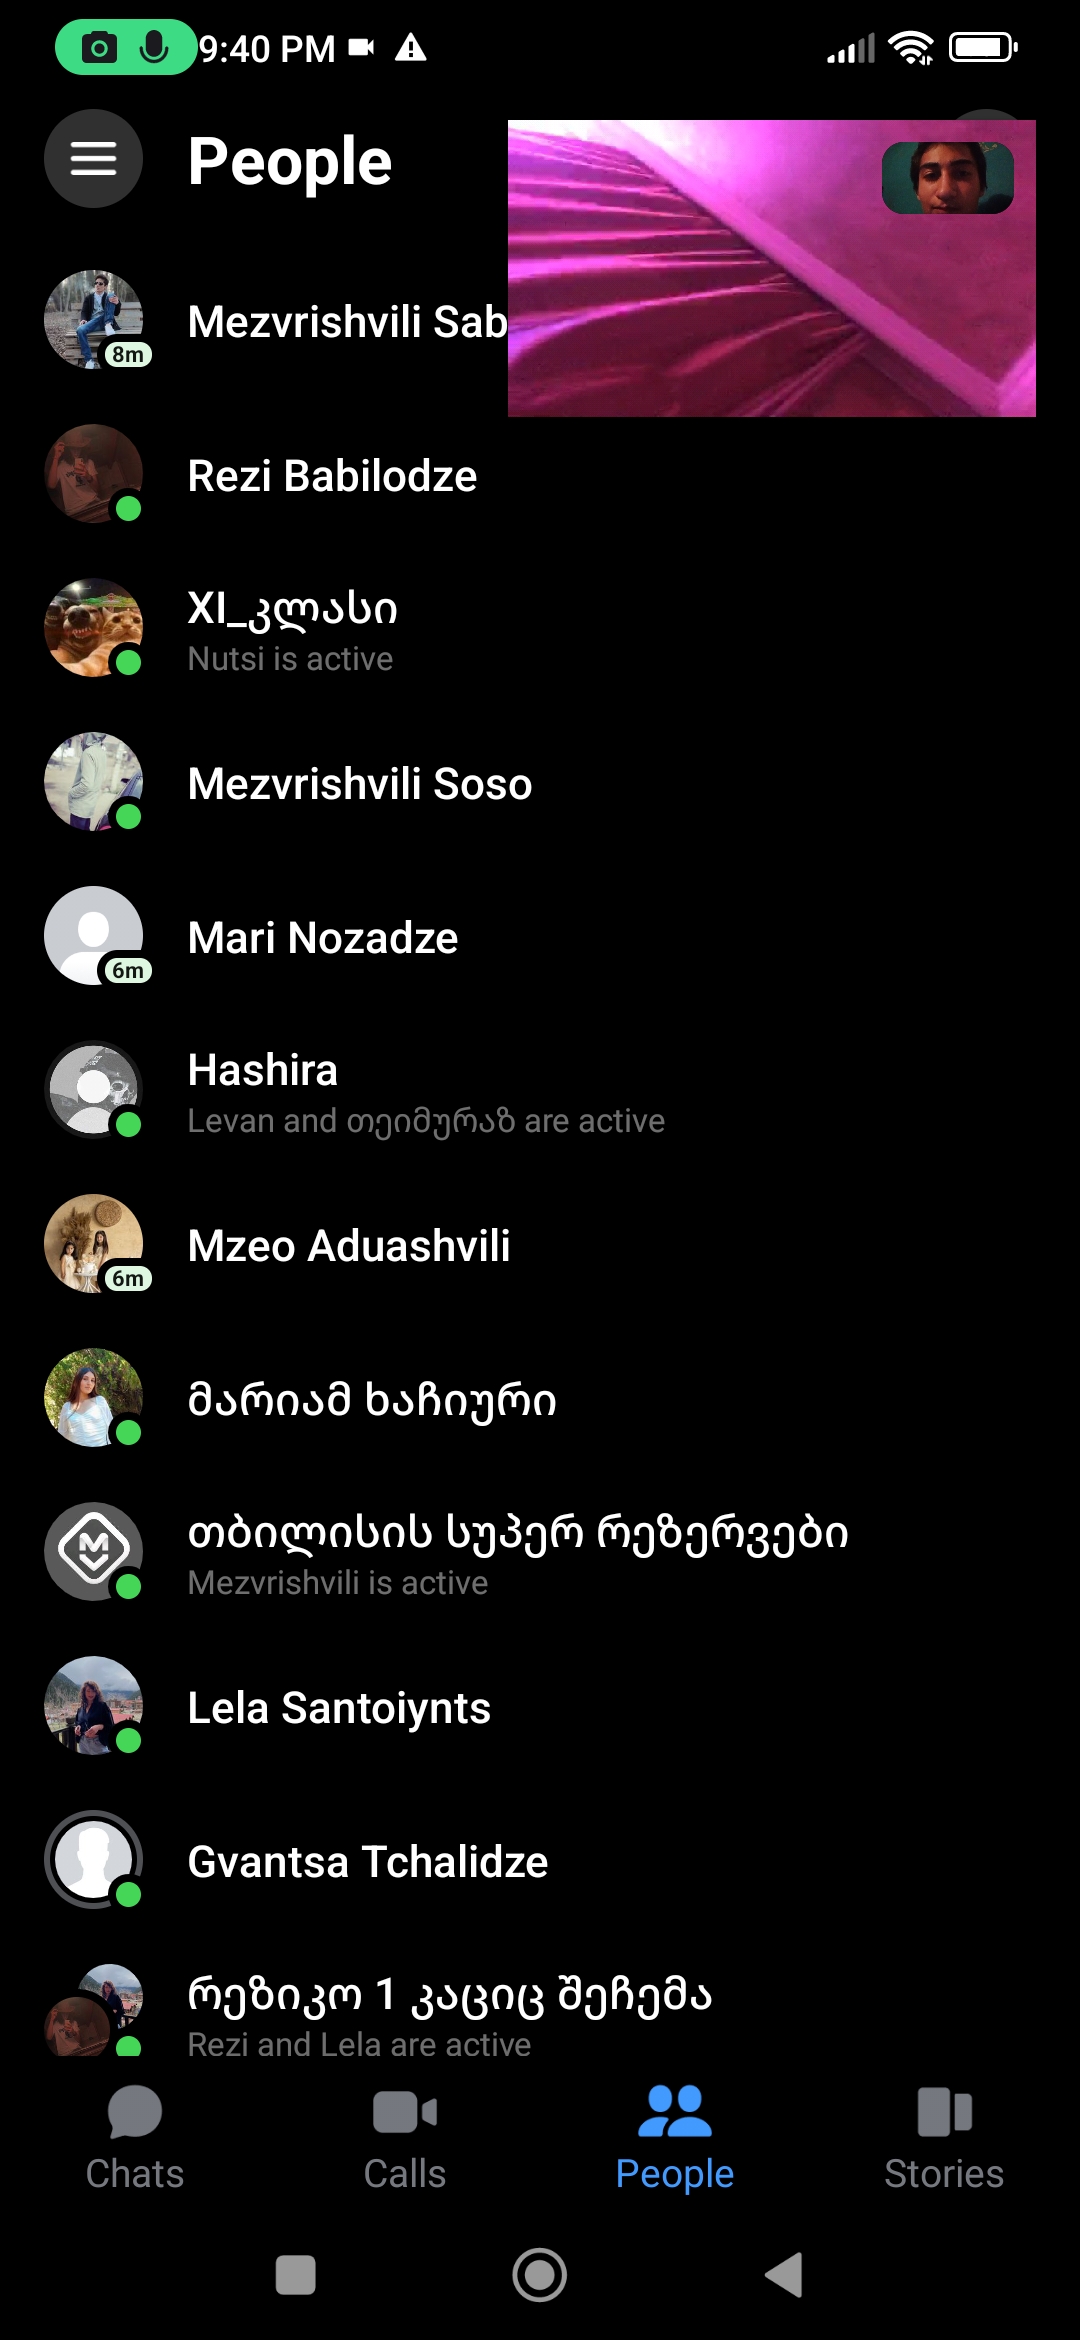 9:40 PM
People
Mezvrishvili Sab
8m
Rezi Babilodze
XI_კლასი
Nutsi is active
Mezvrishvili Soso
Mari Nozadze
6m
Hashira
Levan and თეიმურაზ are active
Mzeo Aduashvili
6m
მარიამ ხაჩიური
თბილისის სუპერ რეზერვები
Mezvrishvili is active
Lela Santoiynts
Gvantsa Tchalidze
რეზიკო 1 კაციც შეჩემა
Rezi and Lela are active
Chats
Calls
People
Stories